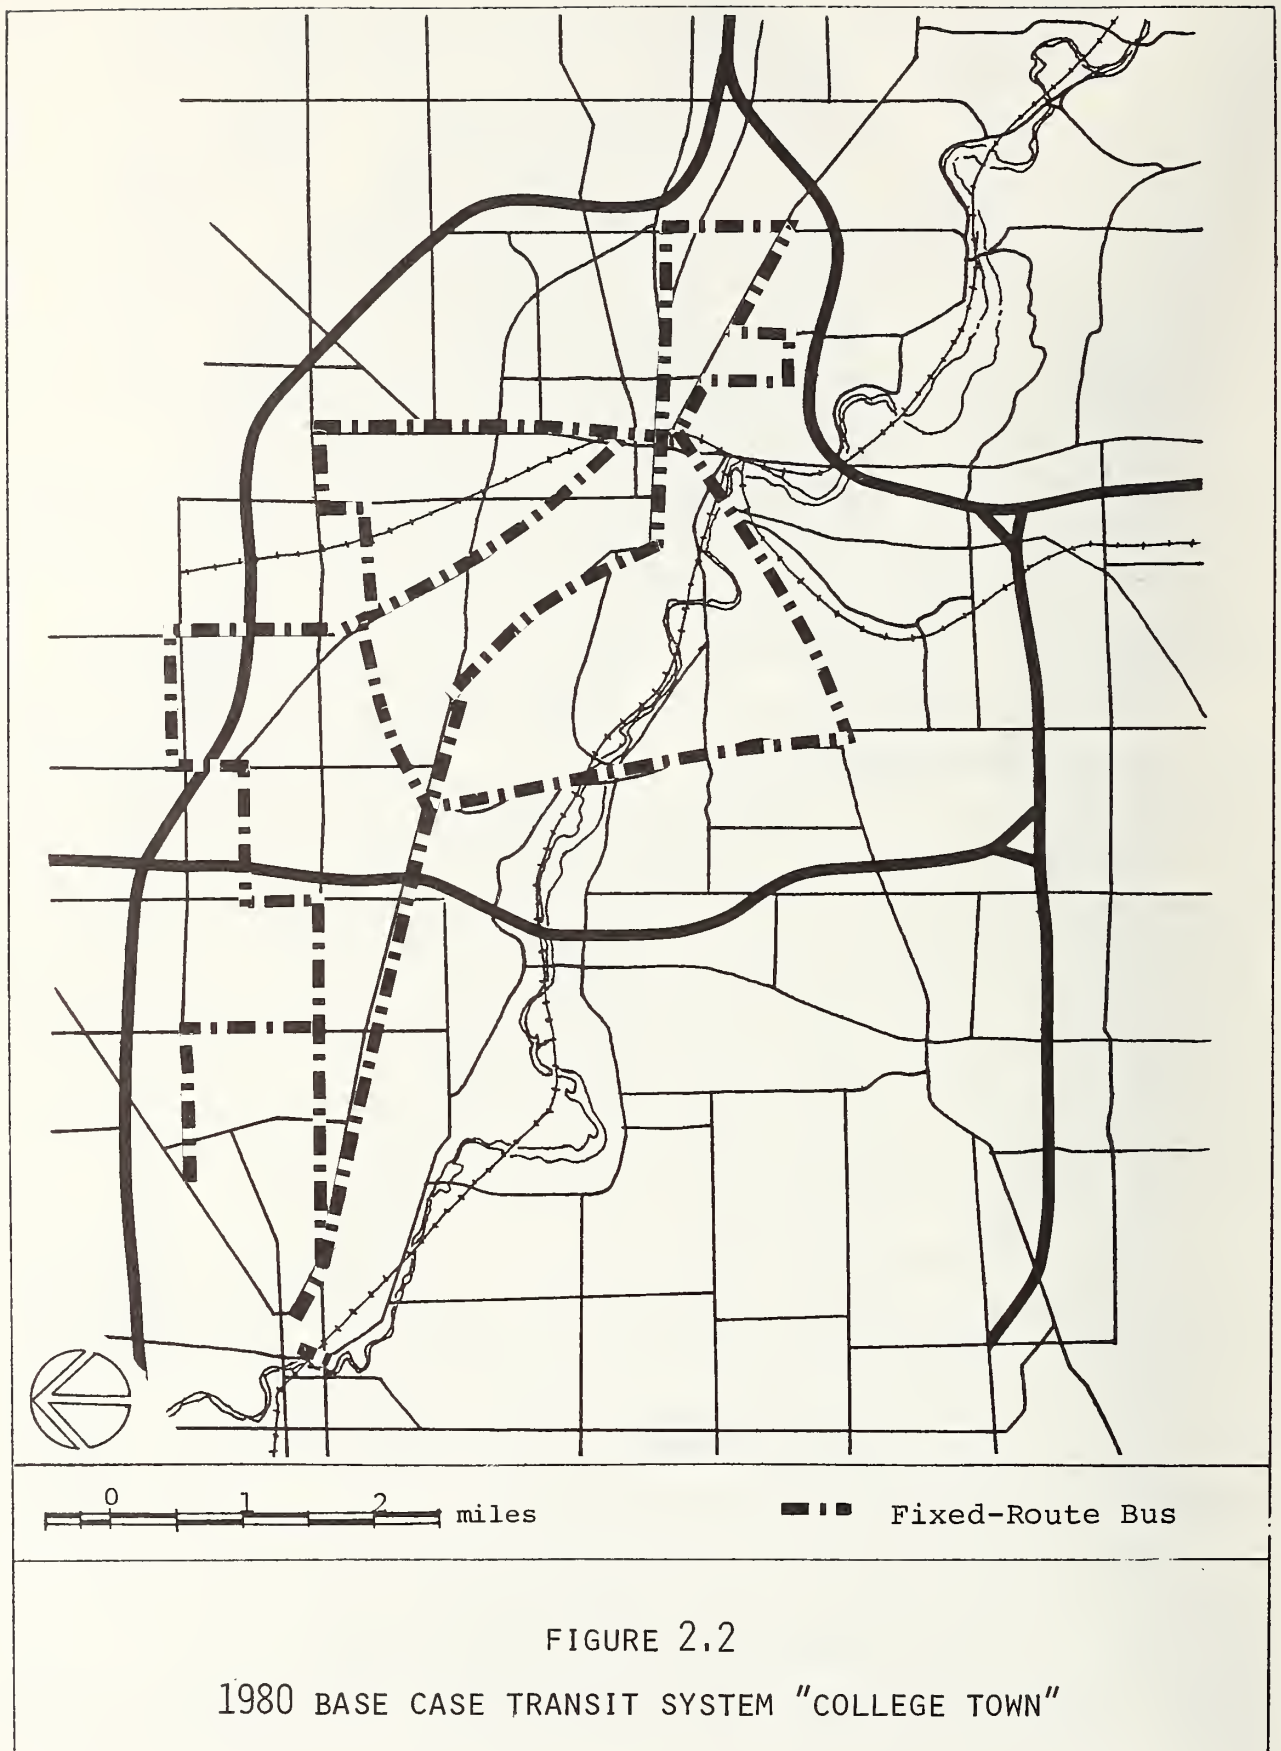 0 1 2
miles
Fixed-Route Bus
FIGURE 2.2
1980 BASE CASE TRANSIT SYSTEM "COLLEGE TOWN"